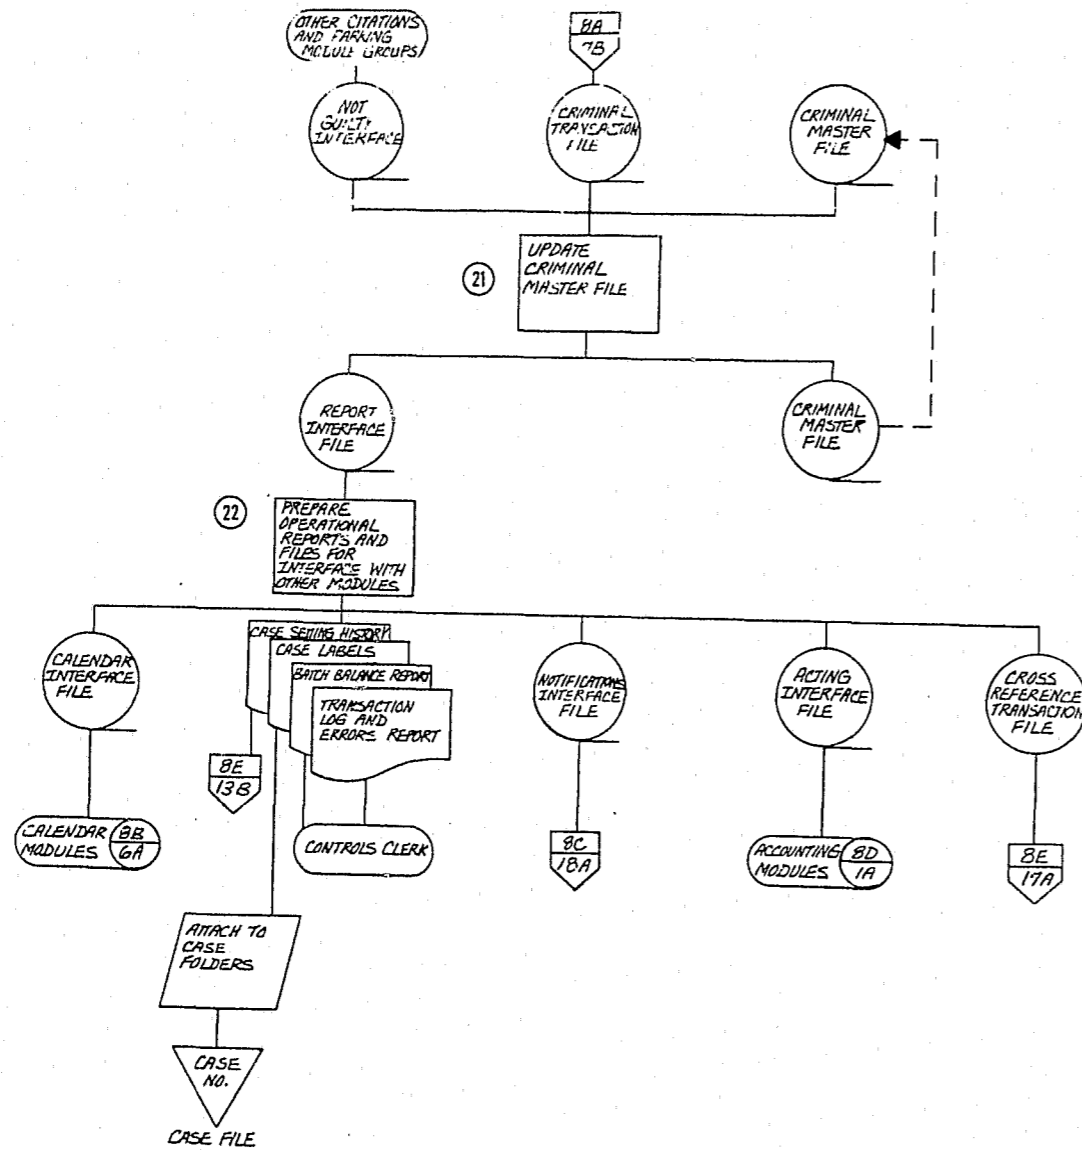 OTHER CITATIONS
AND PARKING
MODULE GROUPS
8A
7B
NOT
GUILTY
INTERFACE
CRIMINAL
TRANSACTION
FILE
CRIMINAL
MASTER
FILE
21
UPDATE
CRIMINAL
MASTER FILE
REPORT
INTERFACE
FILE
CRIMINAL
MASTER
FILE
22
PREPARE
OPERATIONAL
REPORTS AND
FILES FOR
INTERFACE WITH
OTHER MODULES
CALENDAR
INTERFACE
FILE
CASE SETTING HISTORY
CASE LABELS
BATCH BALANCE REPORT
TRANSACTION
LOG AND
ERRORS REPORT
NOTIFICATIONS
INTERFACE
FILE
ACTING
INTERFACE
FILE
CROSS
REFERENCE
TRANSACTION
FILE
8E
13B
CALENDAR
MODULES
8B
6A
CONTROLS CLERK
8C
18A
ACCOUNTING
MODULES
8D
1A
8E
17A
ATTACH TO
CASE
FOLDERS
CASE
NO.
CASE FILE